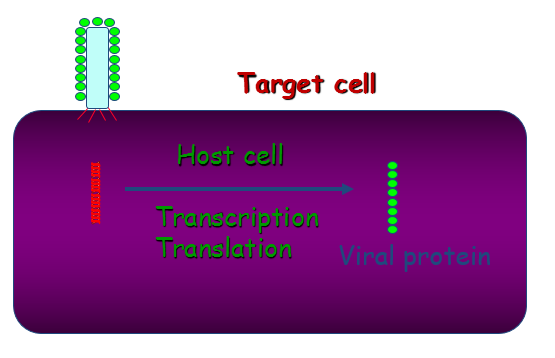 Target cell
Host cell
Transcription
Translation
Viral protein